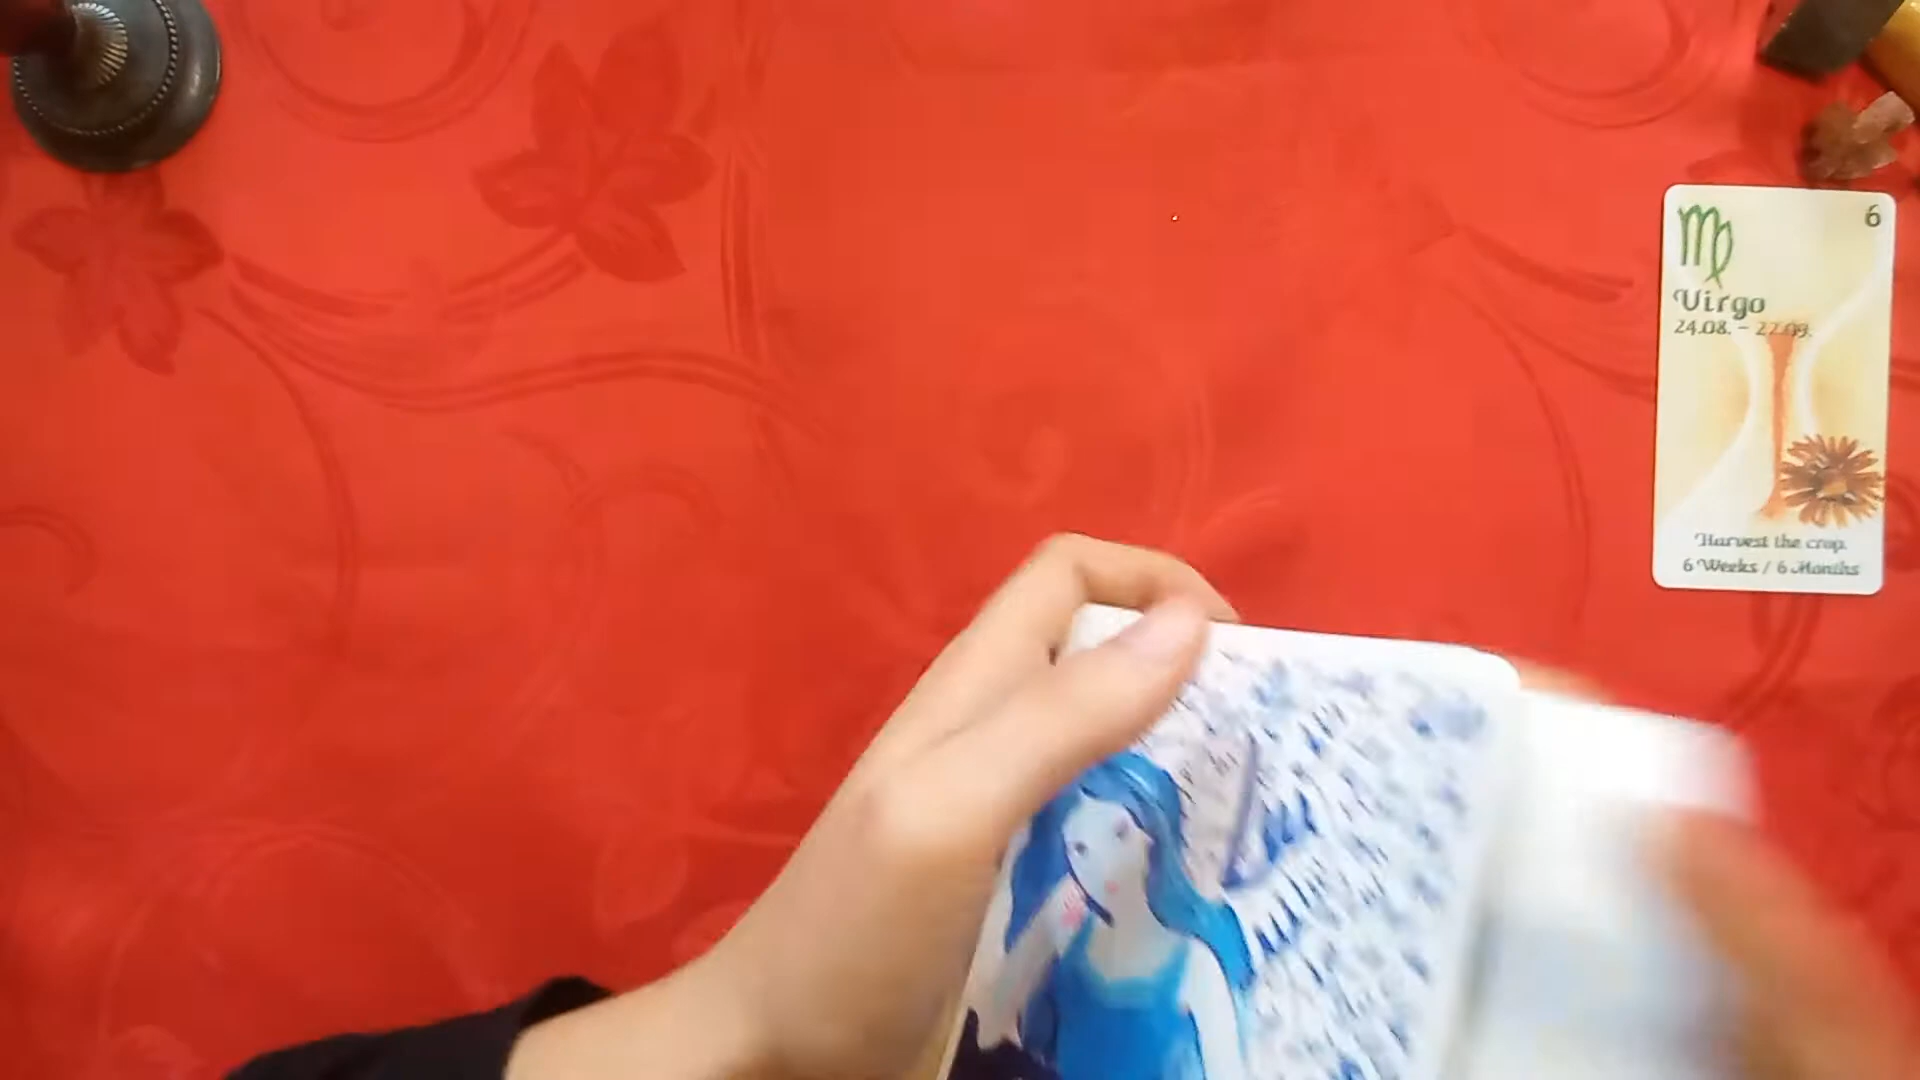 6
Virgo
24.08. - 22.09.
Harvest the crop.
6 Weeks / 6 Months